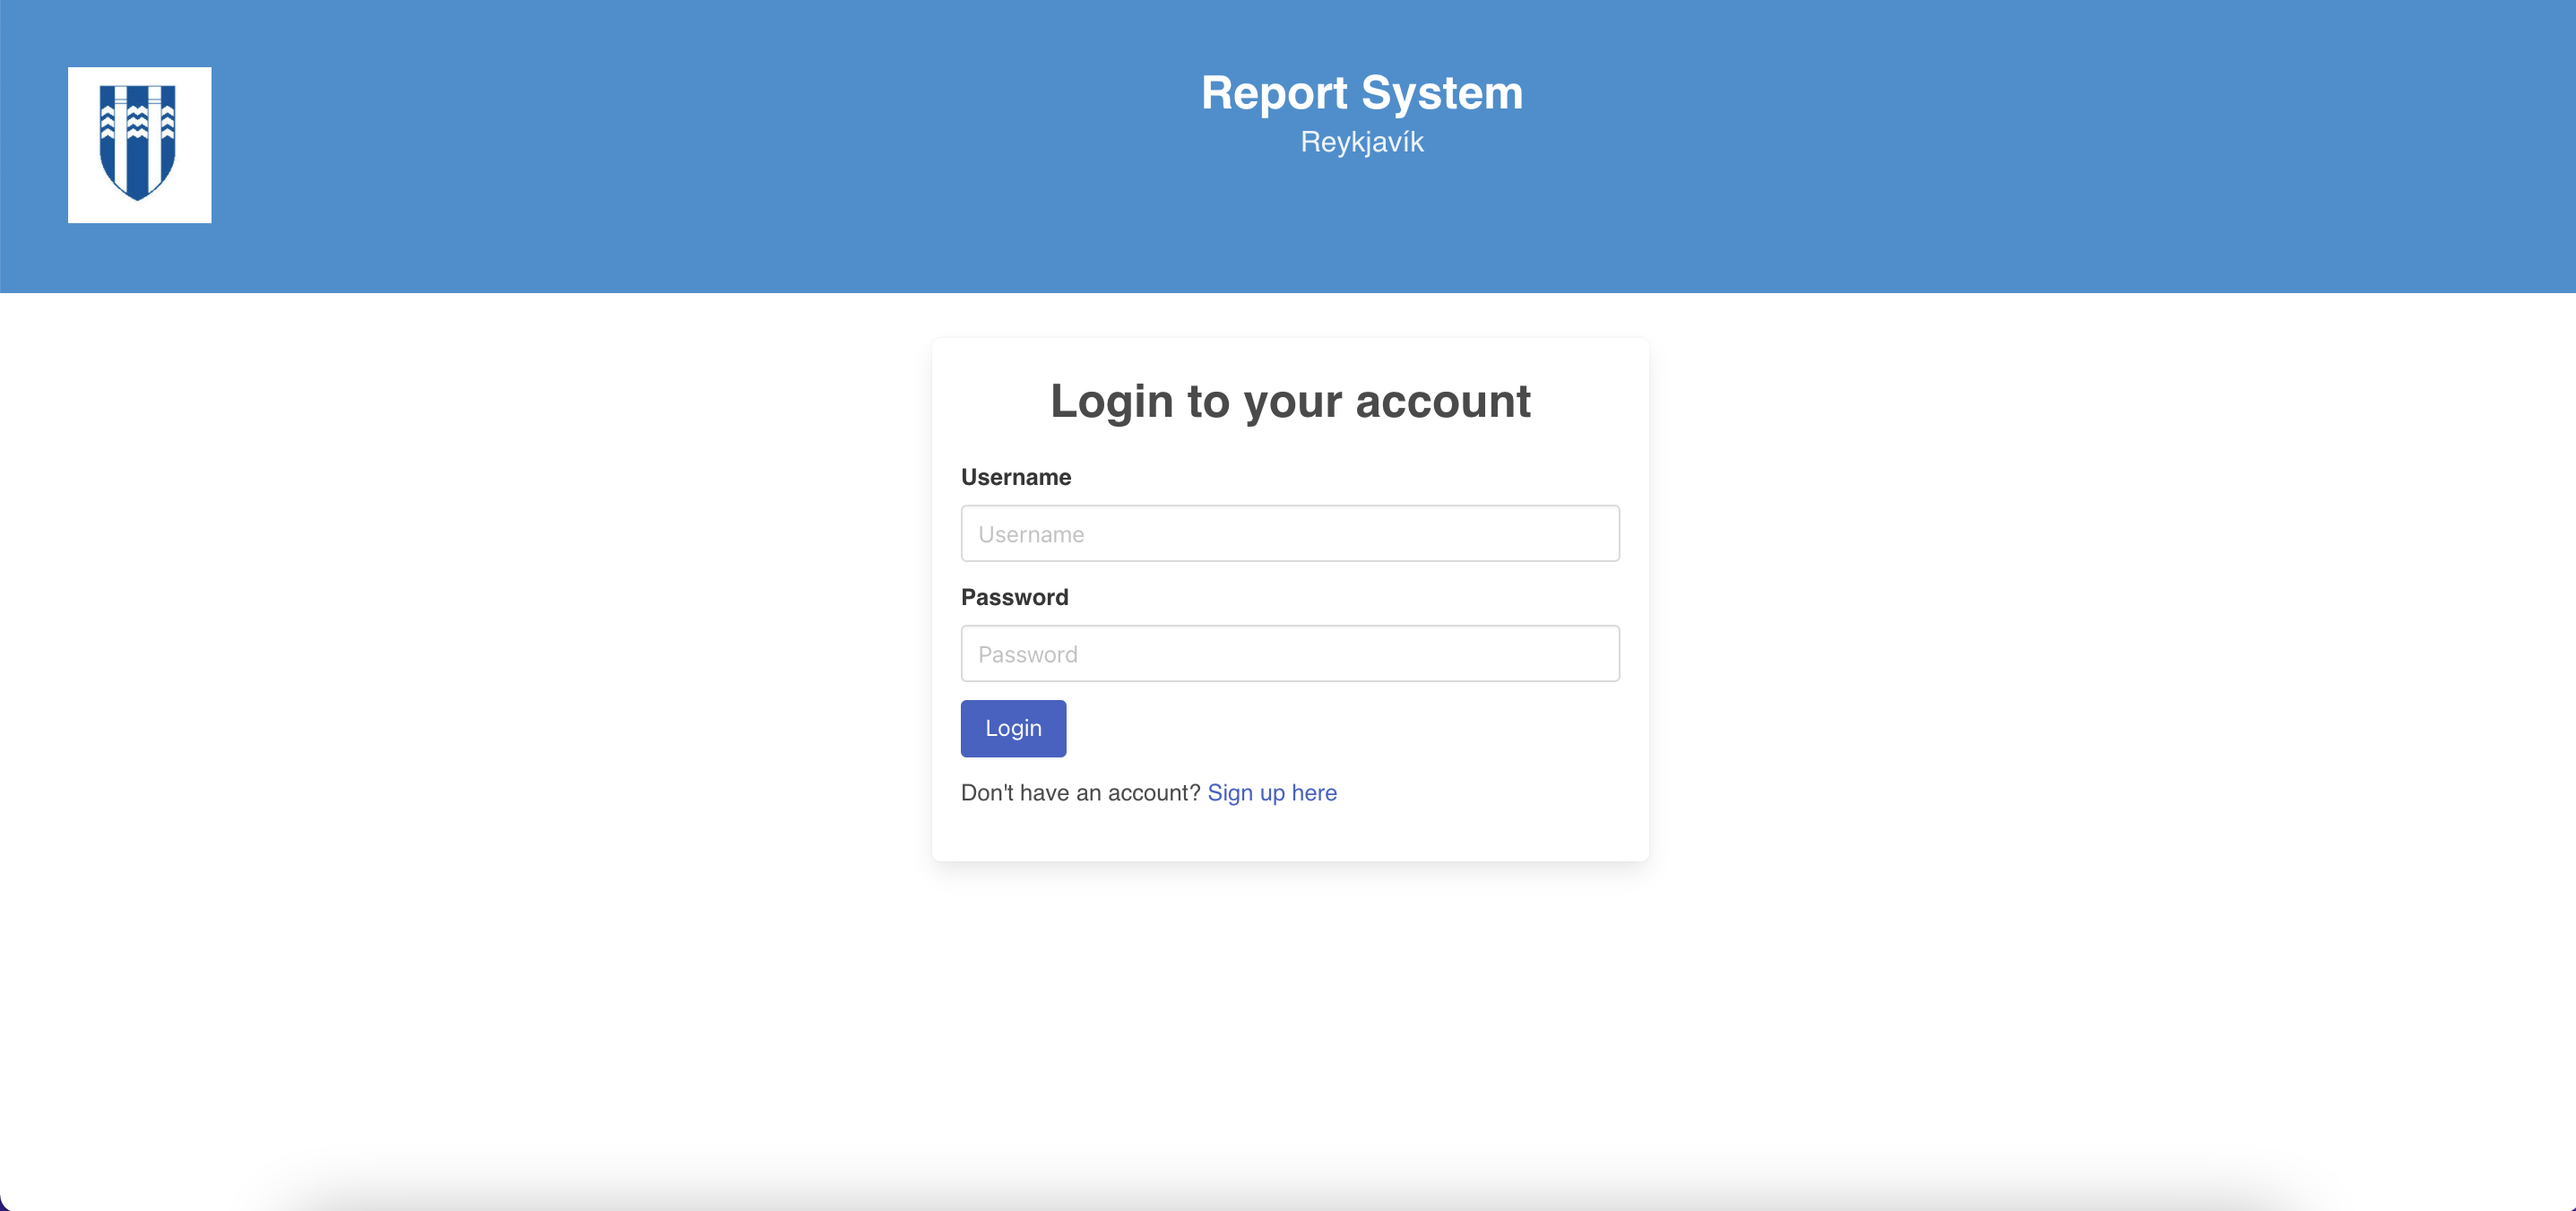 Report System
Reykjavík
Login to your account
Username
Username
Password
Password
Login
Don't have an account? Sign up here